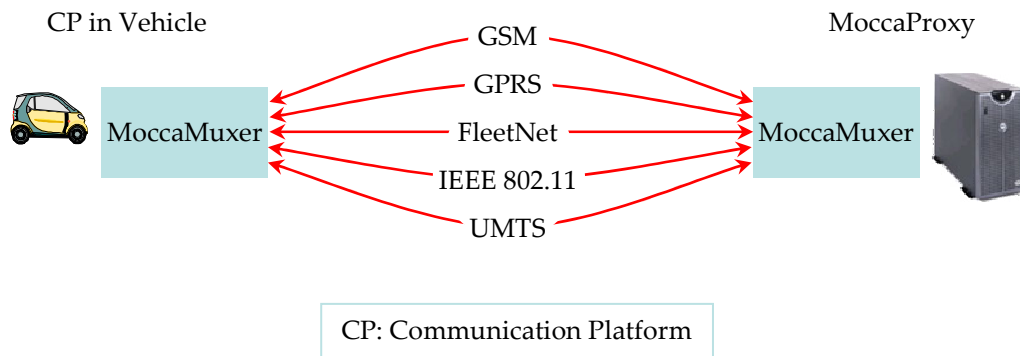 CP in Vehicle
MoccaProxy
GSM
GPRS
MoccaMuxer
FleetNet
MoccaMuxer
IEEE 802.11
UMTS
CP: Communication Platform